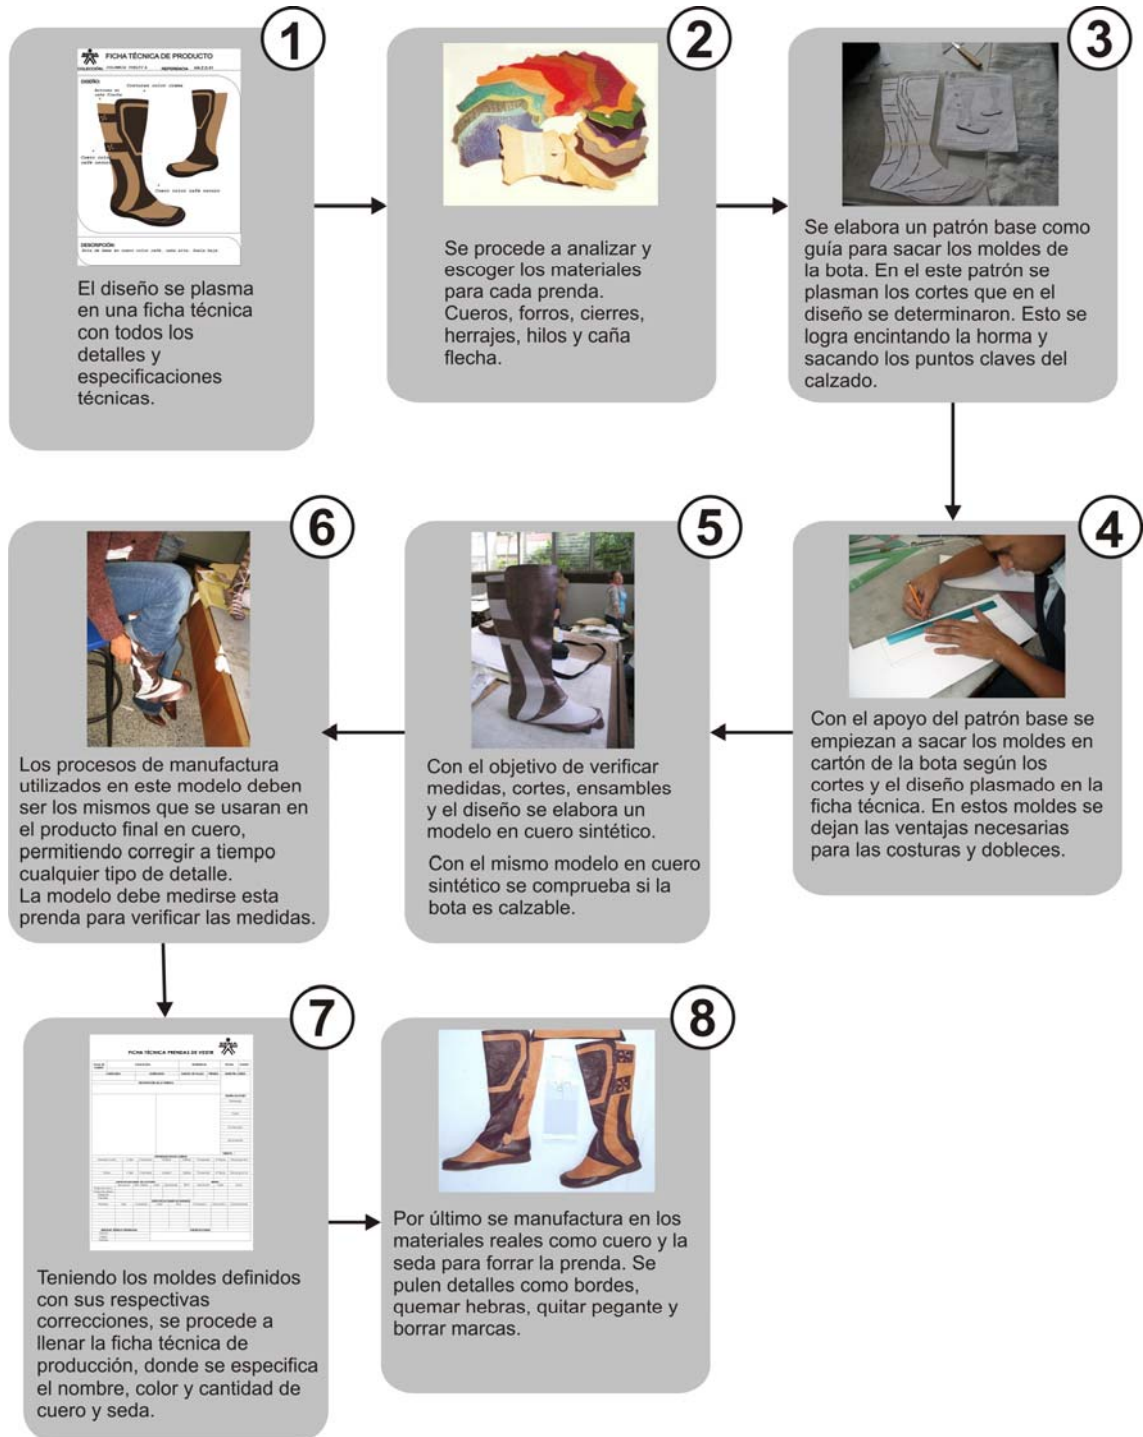 1
FICHA TÉCNICA DE PRODUCTO
DISEÑO:
Costuras color crema
Cuero color
café oscuro
Cuero color café oscuro
DESCRIPCIÓN:
El diseño se plasma
en una ficha técnica
con todos los
detalles y
especificaciones
técnicas.
2
Se procede a analizar y
escoger los materiales
para cada prenda.
Cueros, forros, cierres,
herrajes, hilos y caña
flecha.
3
Se elabora un patrón base como
guía para sacar los moldes de
la bota. En el este patrón se
plasman los cortes que en el
diseño se determinaron. Esto se
logra encintando la horma y
sacando los puntos claves del
calzado.
4
Con el apoyo del patrón base se
empiezan a sacar los moldes en
cartón de la bota según los
cortes y el diseño plasmado en la
ficha técnica. En estos moldes se
dejan las ventajas necesarias
para las costuras y dobleces.
5
Con el objetivo de verificar
medidas, cortes, ensambles
y el diseño se elabora un
modelo en cuero sintético.
Con el mismo modelo en cuero
sintético se comprueba si la
bota es calzable.
6
Los procesos de manufactura
utilizados en este modelo deben
ser los mismos que se usaran en
el producto final en cuero,
permitiendo corregir a tiempo
cualquier tipo de detalle.
La modelo debe medirse esta
prenda para verificar las medidas.
7
FICHA TÉCNICA PRENDAS DE VESTIR
Teniendo los moldes definidos
con sus respectivas
correcciones, se procede a
llenar la ficha técnica de
producción, donde se especifica
el nombre, color y cantidad de
cuero y seda.
8
Por último se manufactura en los
materiales reales como cuero y la
seda para forrar la prenda. Se
pulen detalles como bordes,
quemar hebras, quitar pegante y
borrar marcas.